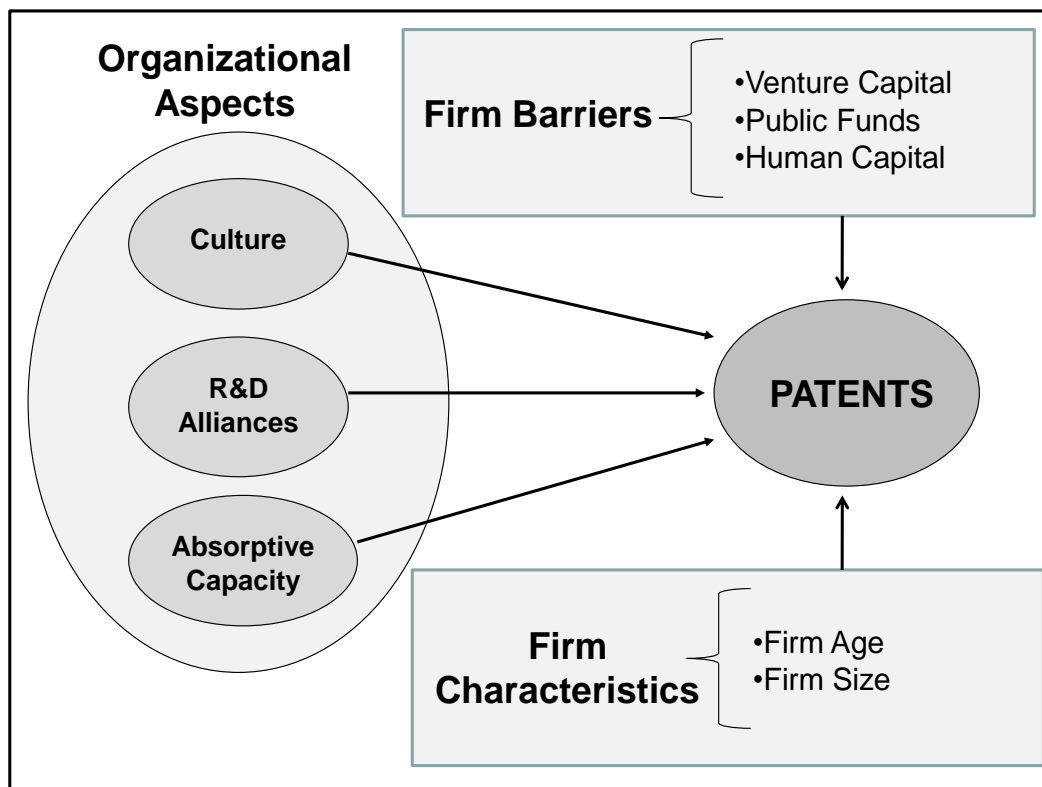 Organizational
Aspects
Culture
R&D
Alliances
Absorptive
Capacity
Firm Barriers
•Venture Capital
•Public Funds
•Human Capital
PATENTS
Firm
Characteristics
•Firm Age
•Firm Size